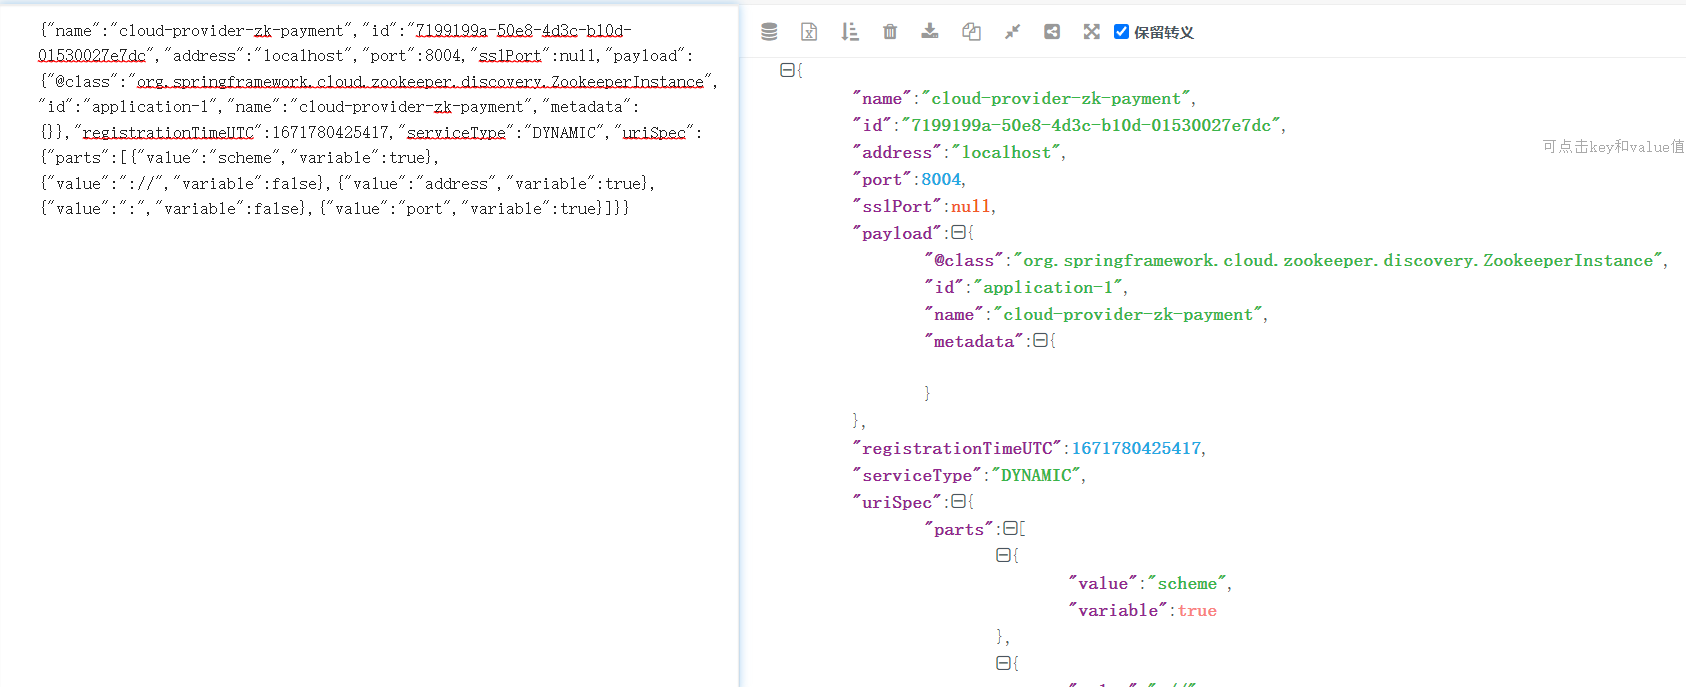 {"name":"cloud-provider-zk-payment","id":"7199199a-50e8-4d3c-b10d-
01530027e7dc","address":"localhost","port":8004,"sslPort":null,"payload":
{"@class":"org.springframework.cloud.zookeeper.discovery.ZookeeperInstance",
"id":"application-1","name":"cloud-provider-zk-payment","metadata":
{}},"registrationTimeUTC":1671780425417,"serviceType":"DYNAMIC","uriSpec":
{"parts":[{"value":"scheme","variable":true},
{"value":"://","variable":false},{"value":"address","variable":true},
{"value":":","variable":false},{"value":"port","variable":true}]}}
保留转义
{
"name":"cloud-provider-zk-payment",
"id":"7199199a-50e8-4d3c-b10d-01530027e7dc",
可点击key和value值
"address":"localhost",
"port":8004,
"sslPort":null,
"payload":{
"@class":"org.springframework.cloud.zookeeper.discovery.ZookeeperInstance",
"id":"application-1",
"name":"cloud-provider-zk-payment",
"metadata":{
}
},
"registrationTimeUTC":1671780425417,
"serviceType":"DYNAMIC",
"uriSpec":{
"parts":[
{
"value":"scheme",
"variable":true
},
{